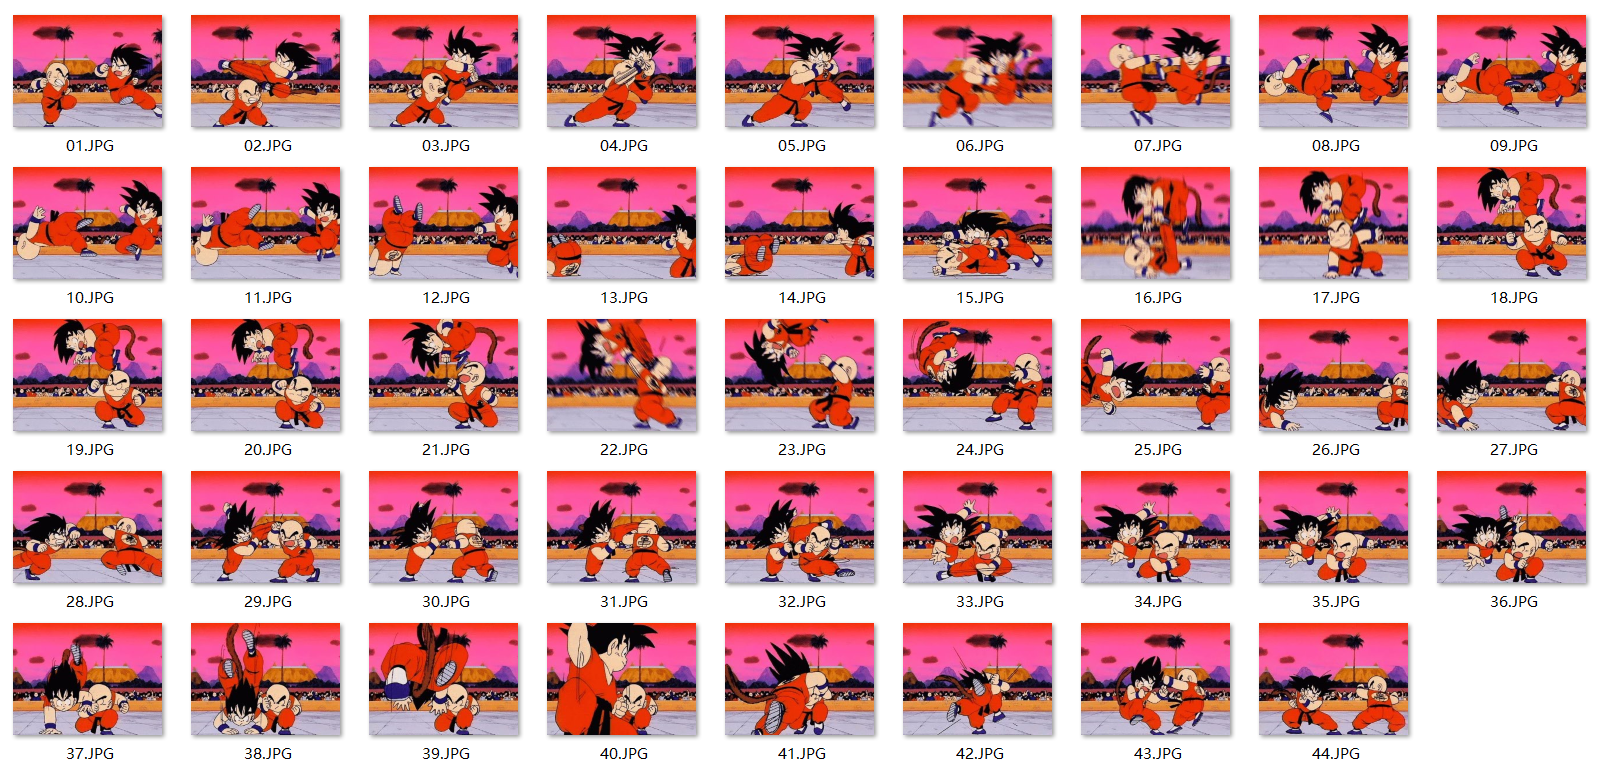 01.JPG 02.JPG 03.JPG 04.JPG 05.JPG 06.JPG 07.JPG 08.JPG 09.JPG
10.JPG 11.JPG 12.JPG 13.JPG 14.JPG 15.JPG 16.JPG 17.JPG 18.JPG
19.JPG 20.JPG 21.JPG 22.JPG 23.JPG 24.JPG 25.JPG 26.JPG 27.JPG
28.JPG 29.JPG 30.JPG 31.JPG 32.JPG 33.JPG 34.JPG 35.JPG 36.JPG
37.JPG 38.JPG 39.JPG 40.JPG 41.JPG 42.JPG 43.JPG 44.JPG